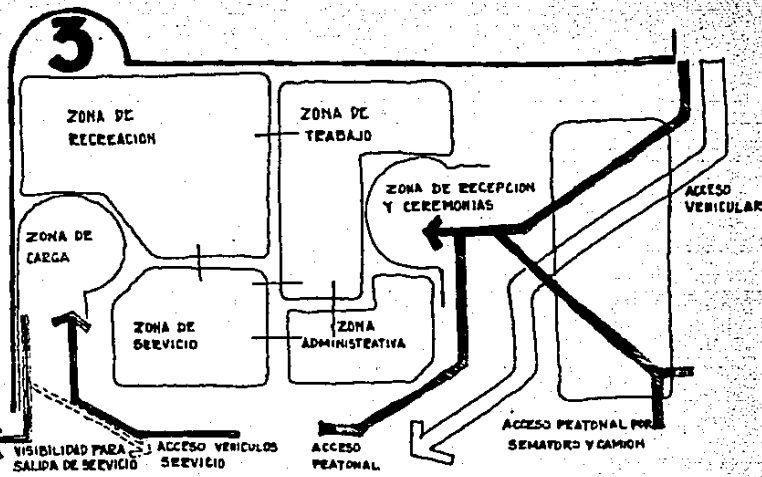 3
ZONA DE
RECREACION
ZONA DE
TRABAJO
ZONA DE RECEPCION
Y CEREMONIAS
ACCESO
VEHICULAR
ZONA DE
CARGA
ZONA DE
SERVICIO
ZONA
ADMINISTRATIVA
VISIBILIDAD PARA
SALIDA DE SERVICIO
ACCESO VEHICULOS
SERVICIO
ACCESO
PEATONAL
ACCESO PEATONAL POR
SEMAFORO Y CAMION